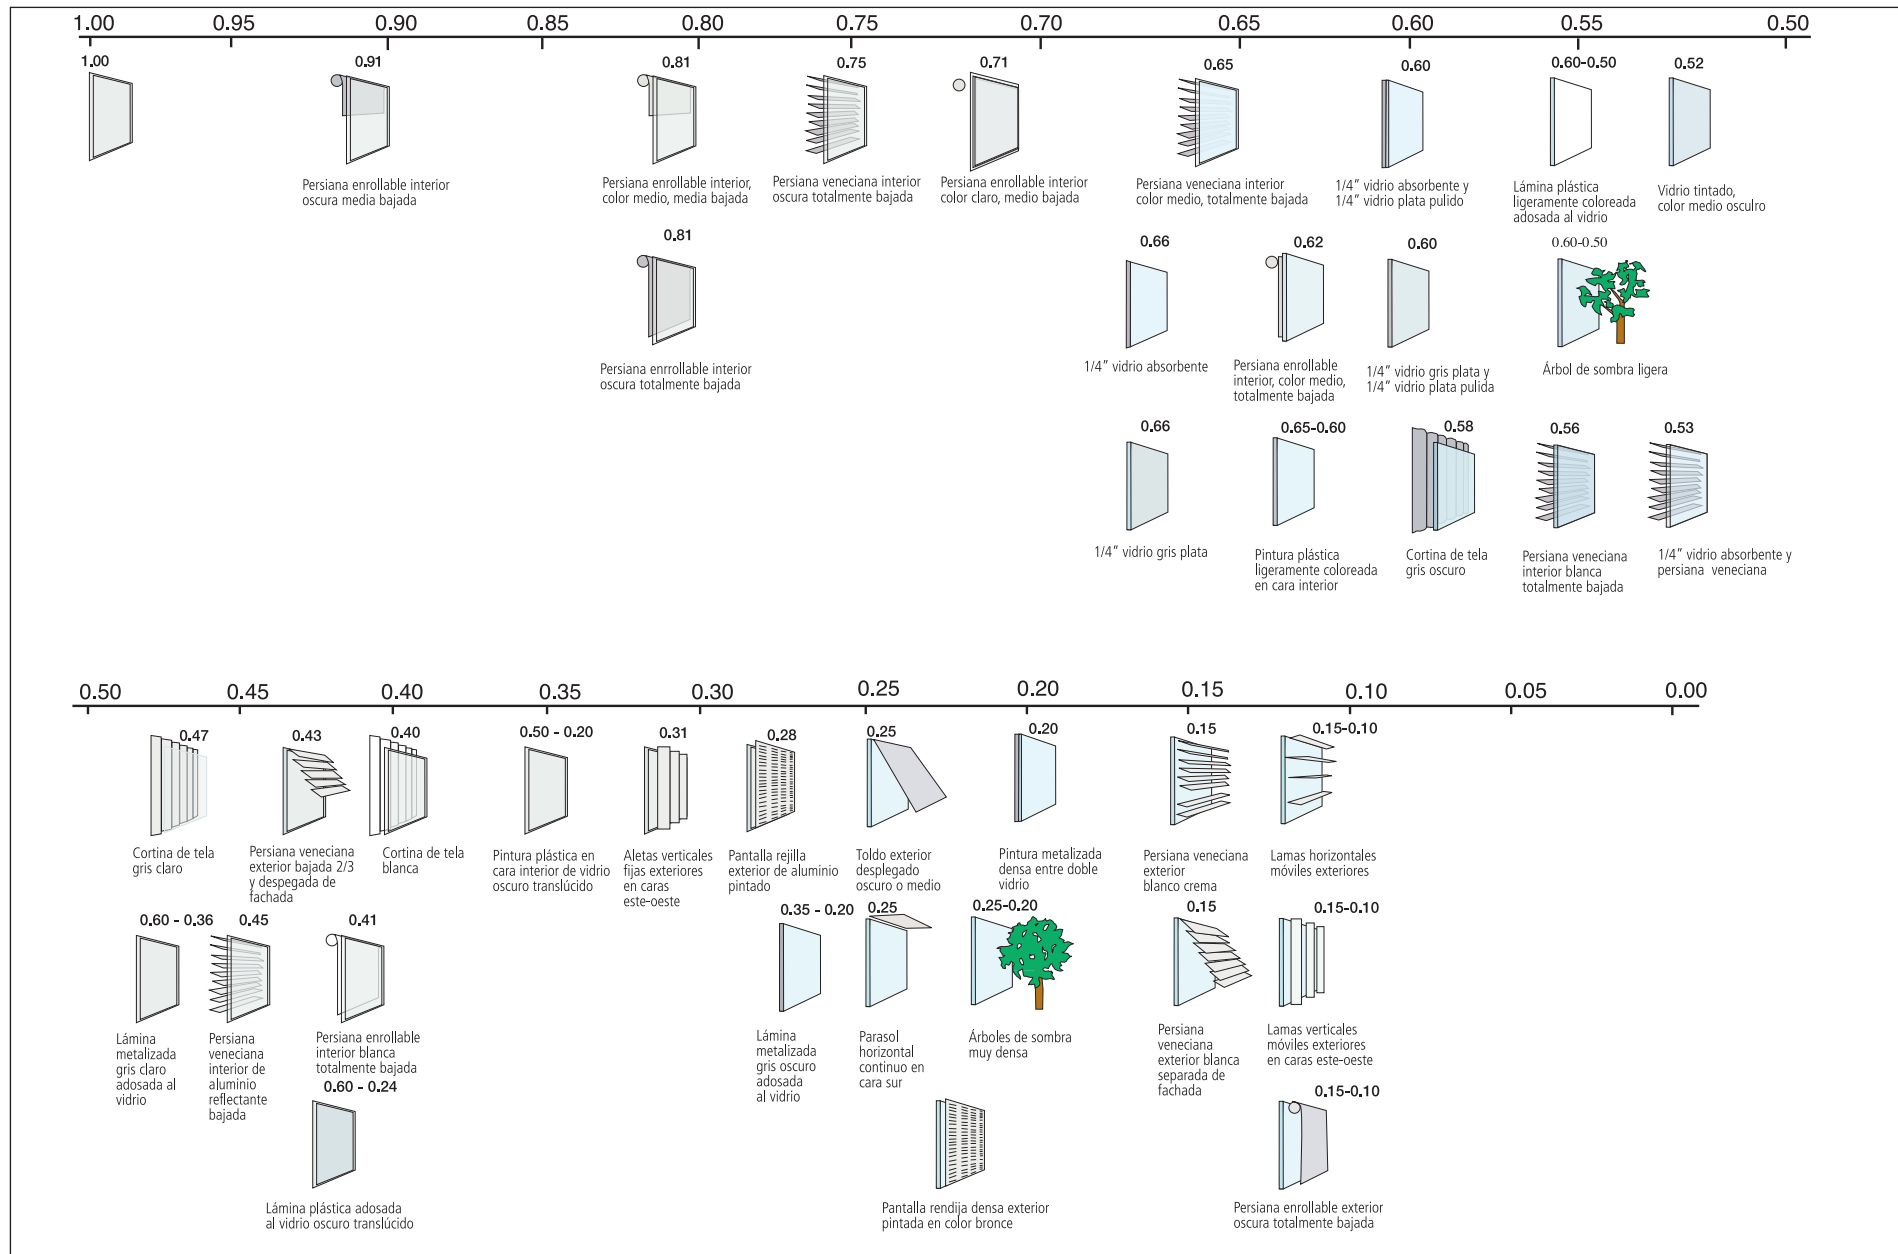 1.00 0.95 0.90 0.85 0.80 0.75 0.70 0.65 0.60 0.55 0.50
1.00
0.91
Persiana enrollable interior
oscura media bajada
0.81
Persiana enrollable interior,
color medio, media bajada
0.75
Persiana veneciana interior
oscura totalmente bajada
0.71
Persiana enrollable interior
color claro, medio bajada
0.65
Persiana veneciana interior
color medio, totalmente bajada
0.60
1/4” vidrio absorbente y
1/4” vidrio plata pulido
0.60-0.50
Lámina plástica
ligeramente coloreada
adosada al vidrio
0.52
Vidrio tintado,
color medio osculro
0.81
Persiana enrrollable interior
oscura totalmente bajada
0.66
1/4” vidrio absorbente
0.62
Persiana enrollable
interior, color medio,
totalmente bajada
0.60
1/4” vidrio gris plata y
1/4” vidrio plata pulida
0.60-0.50
Árbol de sombra ligera
0.66
1/4” vidrio gris plata
0.65-0.60
Pintura plástica
ligeramente coloreada
en cara interior
0.58
Cortina de tela
gris oscuro
0.56
Persiana veneciana
interior blanca
totalmente bajada
0.53
1/4” vidrio absorbente y
persiana veneciana
0.50 0.45 0.40 0.35 0.30 0.25 0.20 0.15 0.10 0.05 0.00
0.47
Cortina de tela
gris claro
0.43
Persiana veneciana
exterior bajada 2/3
y despegada de
fachada
0.40
Cortina de tela
blanca
0.50 - 0.20
Pintura plástica en
cara interior de vidrio
oscuro translúcido
0.31
Aletas verticales
fijas exteriores
en caras
este-oeste
0.28
Pantalla rejilla
exterior de aluminio
pintado
0.25
Toldo exterior
desplegado
oscuro o medio
0.20
Pintura metalizada
densa entre doble
vidrio
0.15
Persiana veneciana
exterior
blanco crema
0.15-0.10
Lamas horizontales
móviles exteriores
0.60 - 0.36
Lámina
metalizada
gris claro
adosada al
vidrio
0.45
Persiana
veneciana
interior de
aluminio
reflectante
bajada
0.41
Persiana enrollable
interior blanca
totalmente bajada
0.35 - 0.20
Lámina
metalizada
gris oscuro
adosada
al vidrio
0.25
Parasol
horizontal
continuo en
cara sur
0.25-0.20
Árboles de sombra
muy densa
0.15
Persiana
veneciana
exterior blanca
separada de
fachada
0.15-0.10
Lamas verticales
móviles exteriores
en caras este-oeste
0.60 - 0.24
Lámina plástica adosada
al vidrio oscuro translúcido
Pantalla rendija densa exterior
pintada en color bronce
0.15-0.10
Persiana enrollable exterior
oscura totalmente bajada